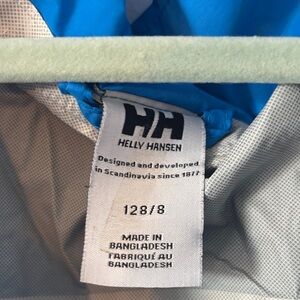 HH
HELLY HANSEN
Designed and developed
in Scandinavia since 1877
128/8
MADE IN
BANGLADESH
FABRIQUÉ AU
BANGLADESH